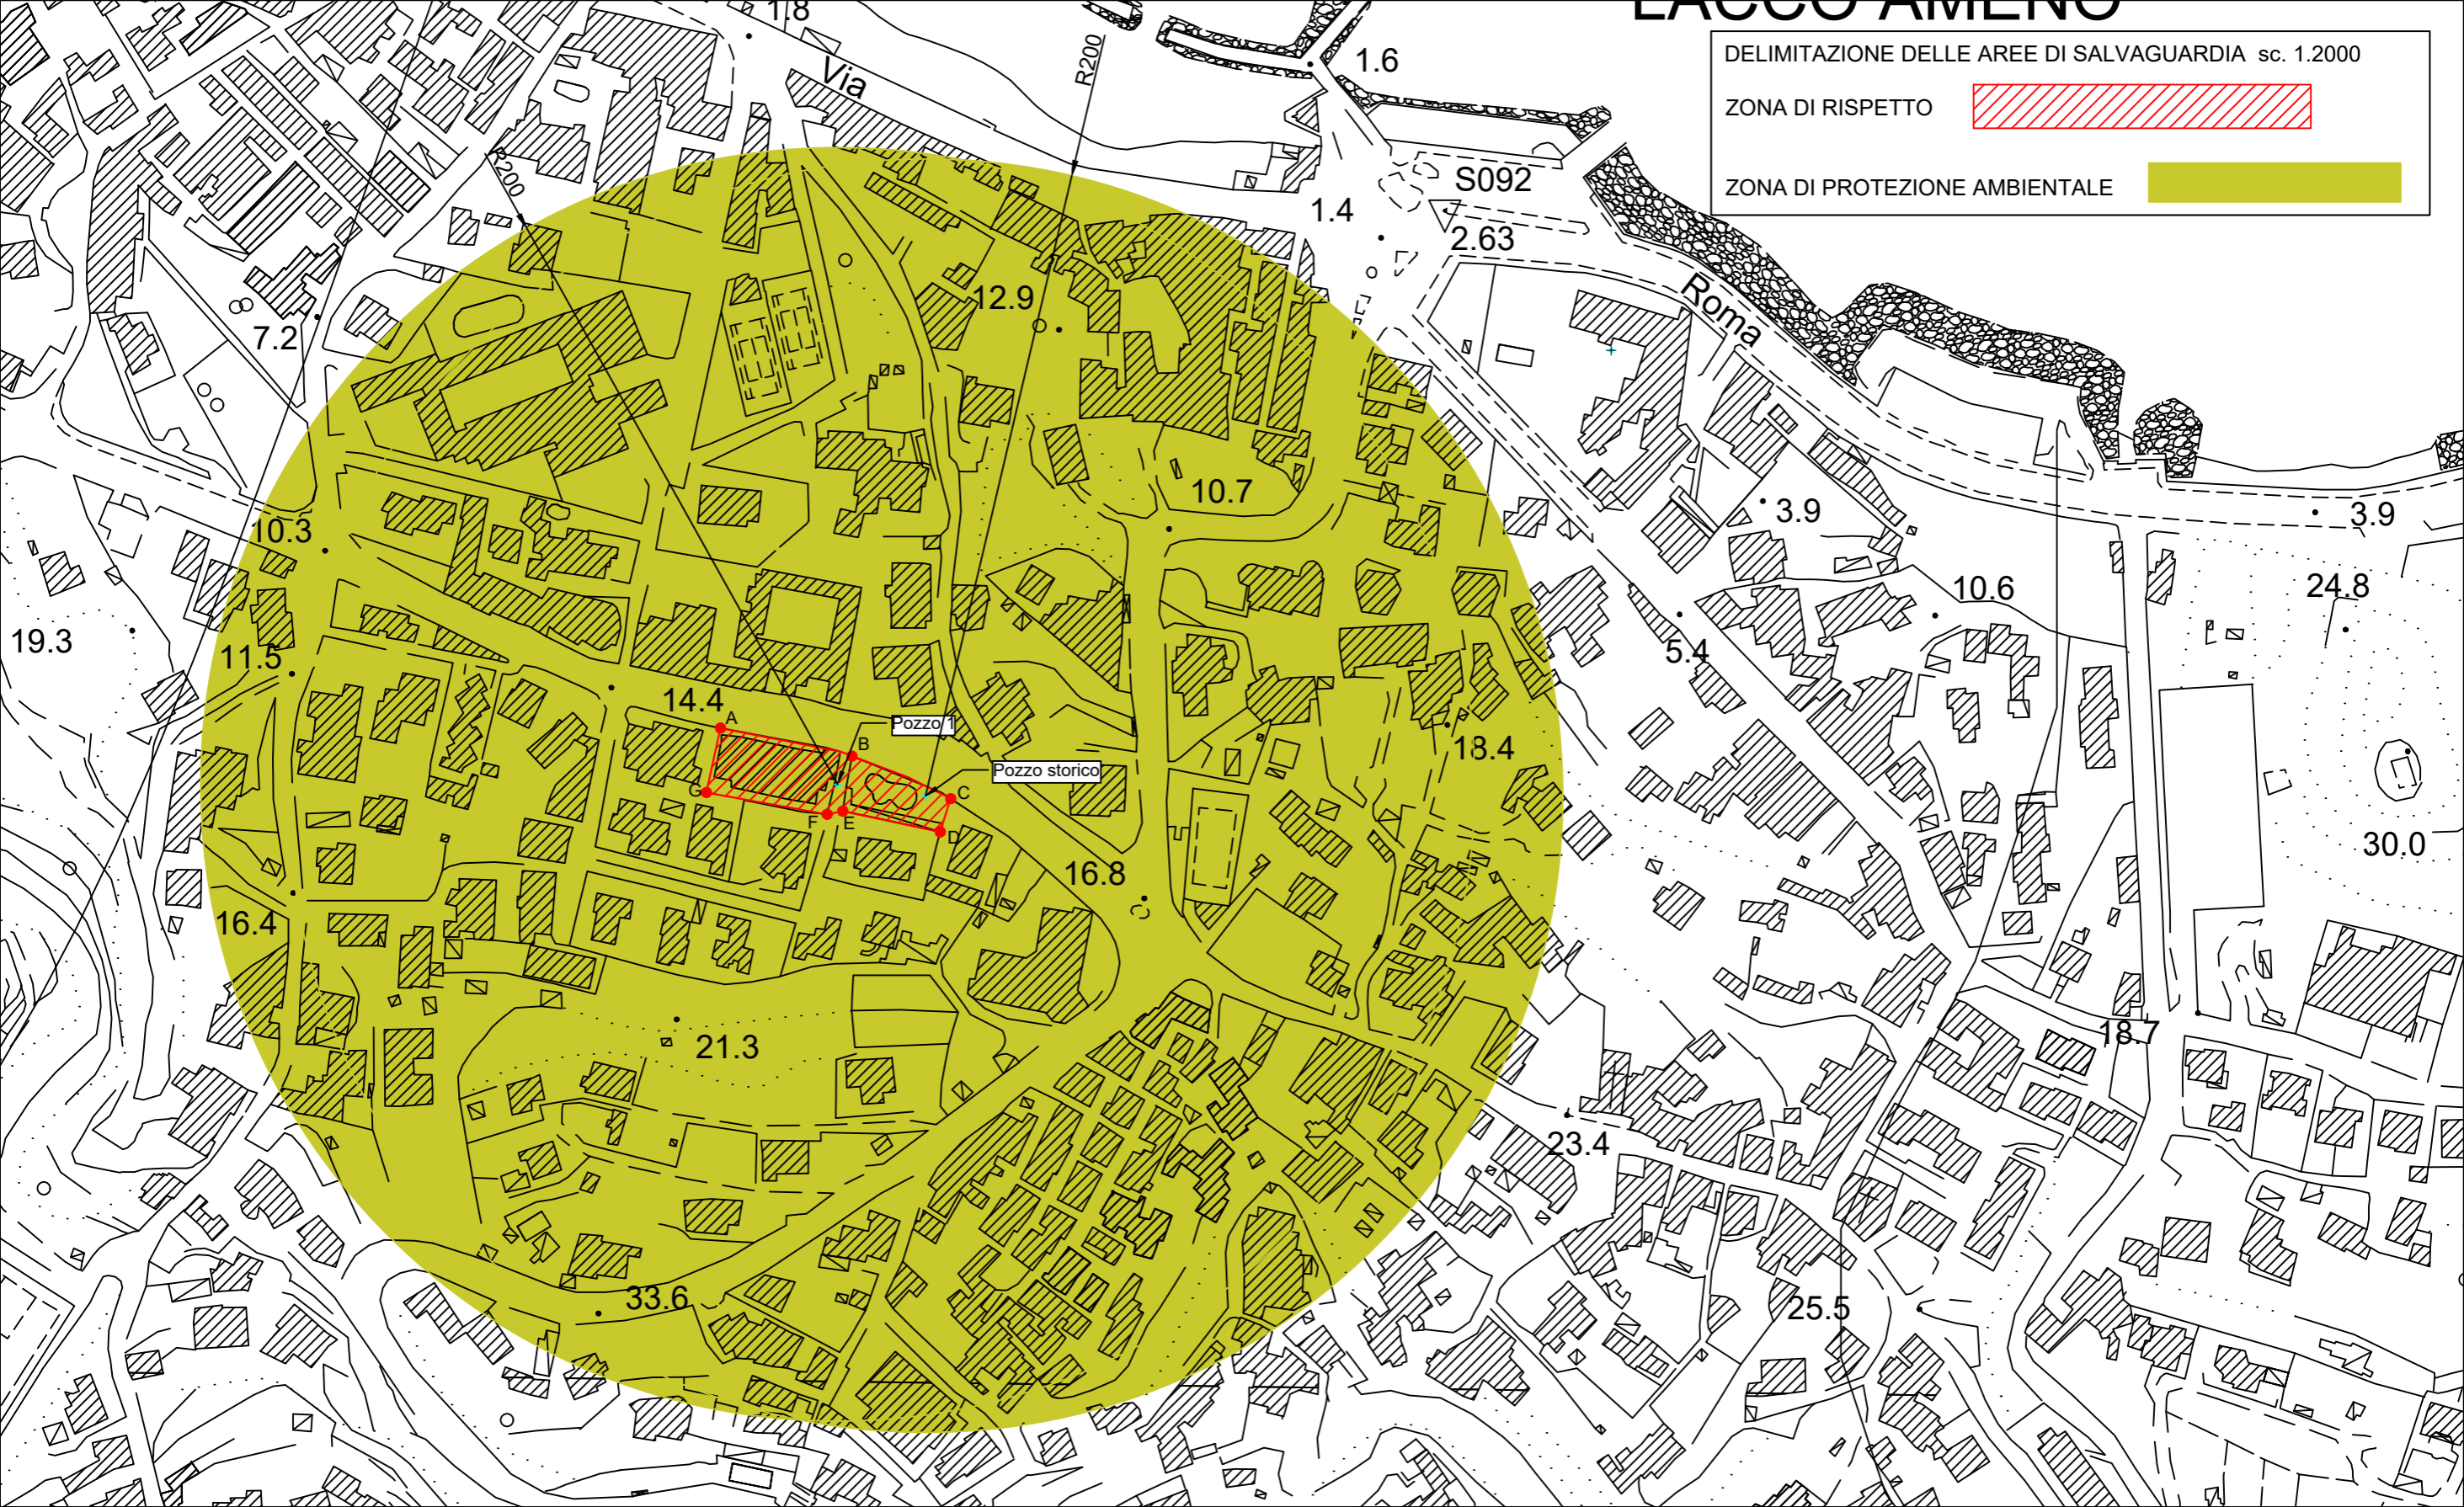 LACCO AMENO
DELIMITAZIONE DELLE AREE DI SALVAGUARDIA sc. 1.2000
ZONA DI RISPETTO
ZONA DI PROTEZIONE AMBIENTALE
1.8
Via
R200
1.6
R200
S092
1.4
2.63
Roma
12.9
7.2
10.7
3.9
3.9
10.3
10.6
24.8
19.3
11.5
5.4
14.4
A
Pozzo 1
B
18.4
Pozzo storico
G
C
F
E
D
30.0
16.8
16.4
21.3
18.7
23.4
33.6
25.5